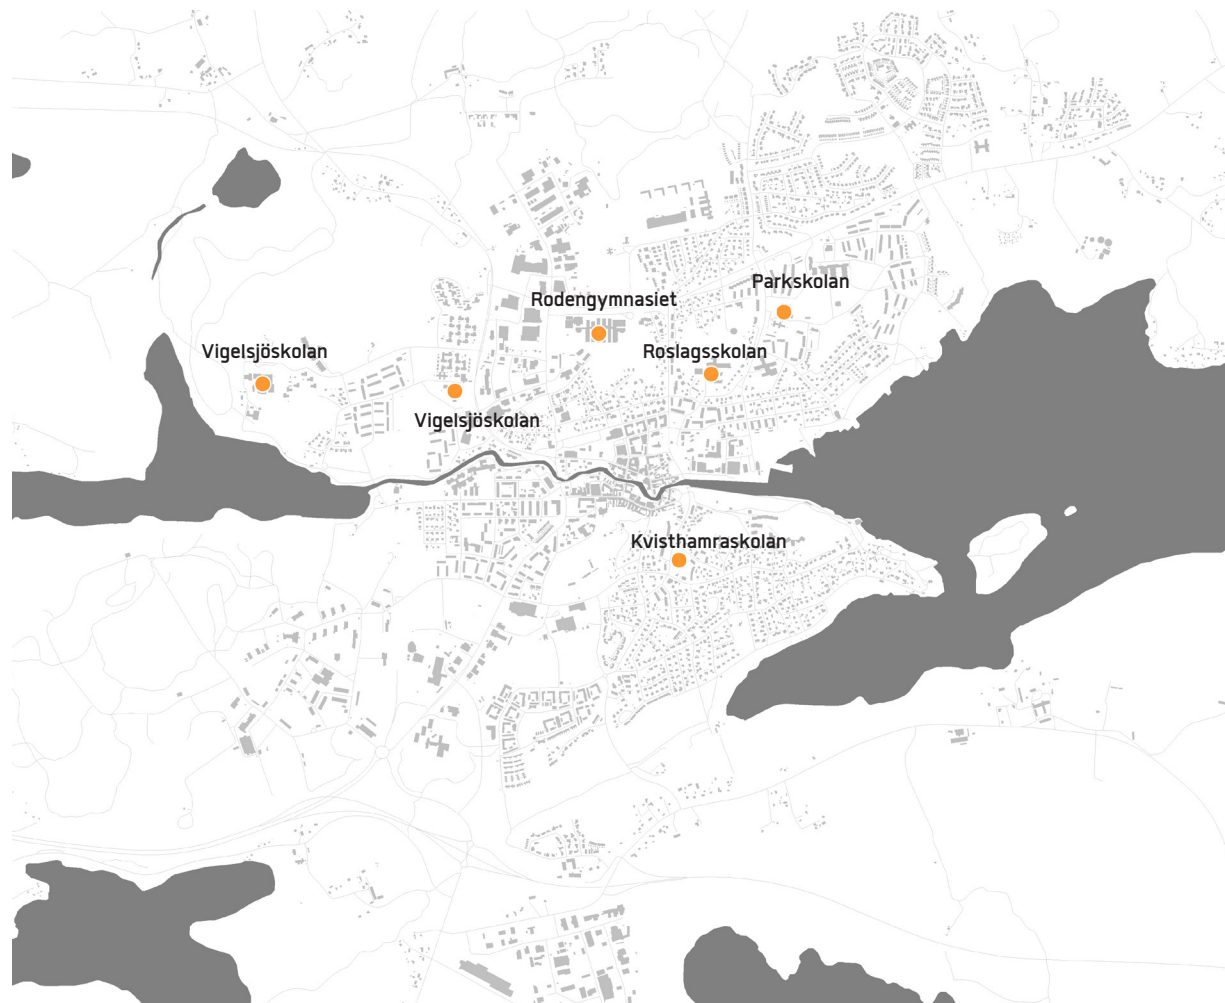 Parkskolan
Rodengymnasiet
Vigelsjöskolan
Roslagsskolan
Vigelsjöskolan
Kvisthamraskolan